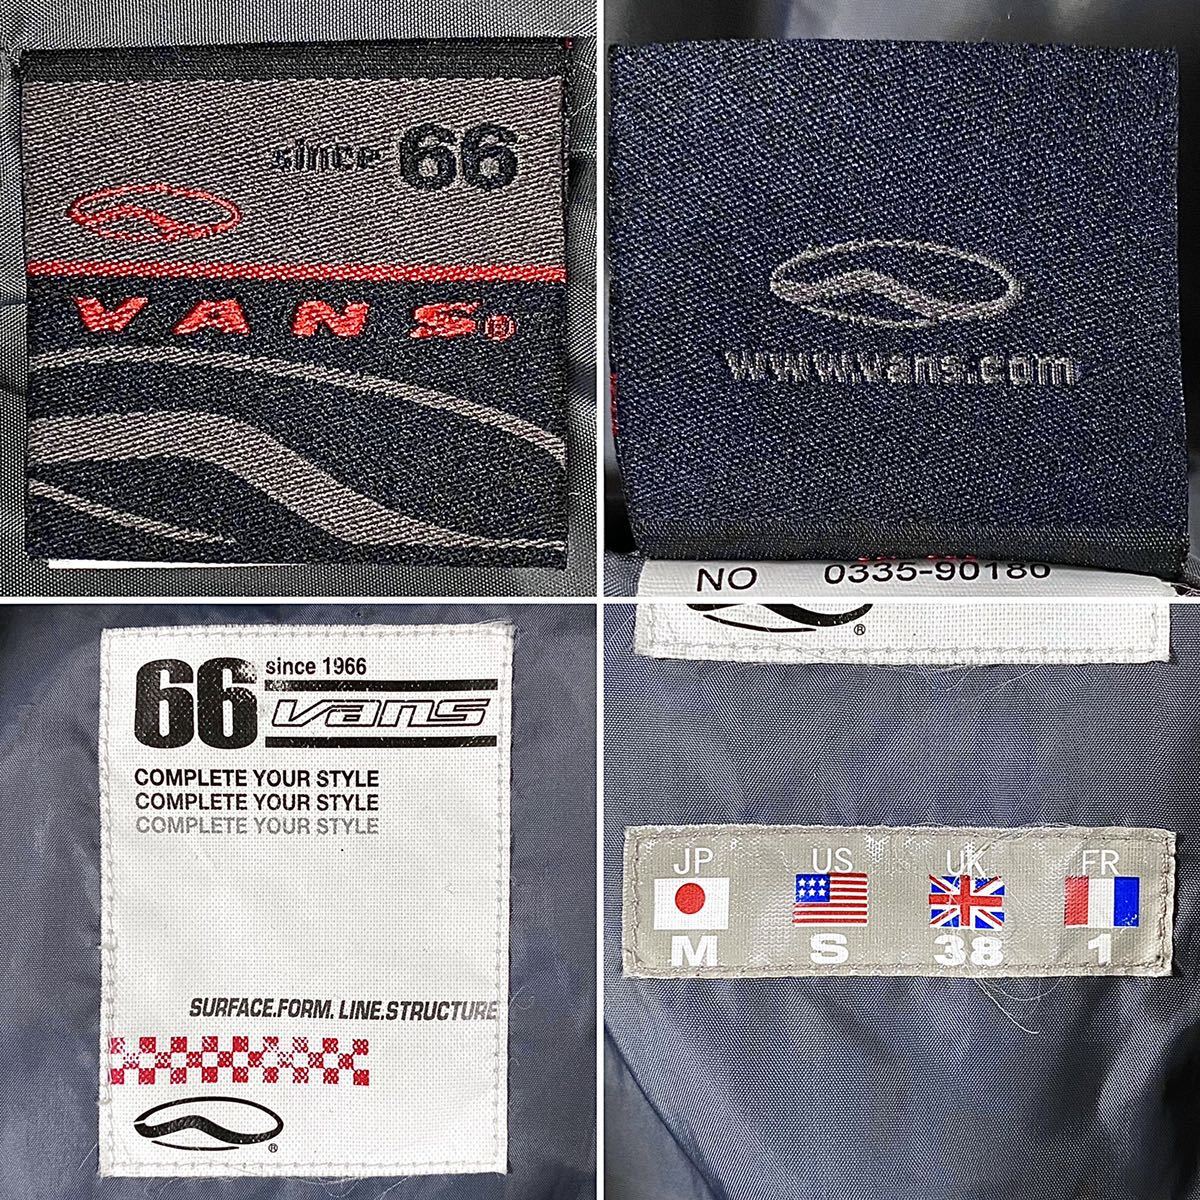 since 66
VANS®
www.vans.com
NO 0335-90180
66 since 1966
vans
COMPLETE YOUR STYLE
COMPLETE YOUR STYLE
COMPLETE YOUR STYLE
SURFACE.FORM. LINE.STRUCTURE
®
®
JP US UK FR
M S 38 1